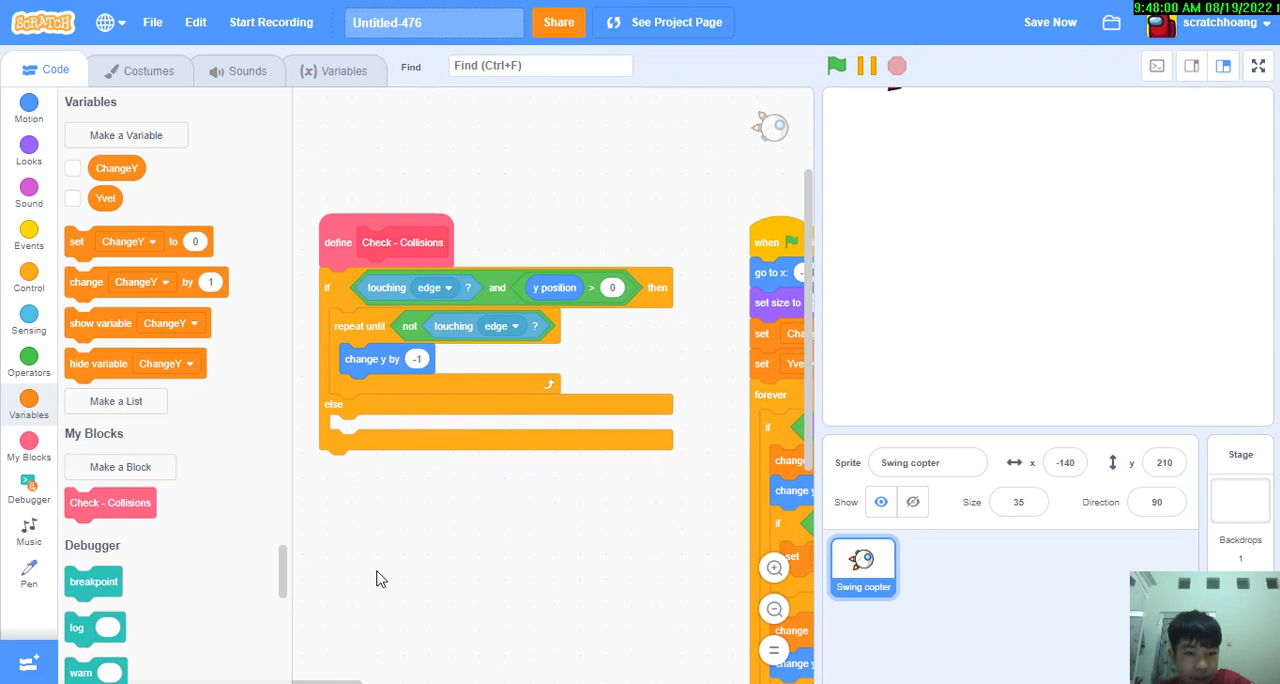 9:48:00 AM 08/19/2022
SCRATCH
File
Edit
Start Recording
Untitled-476
Share
See Project Page
Save Now
scratchhoang
Code
Costumes
Sounds
(x) Variables
Find
Find (Ctrl+F)
Motion
Looks
Sound
Events
Control
Sensing
Operators
Variables
My Blocks
Debugger
Music
Pen
Variables
Make a Variable
ChangeY
Yvel
set ChangeY to 0
change ChangeY by 1
show variable ChangeY
hide variable ChangeY
Make a List
My Blocks
Make a Block
Check - Collisions
Debugger
breakpoint
log
warn
define Check - Collisions
if touching edge ? and y position > 0 then
repeat until not touching edge ?
change y by -1
else
when
go to x:
set size to
set Cha
set Yve
forever
if
change
change y
if
set
change
change y
Sprite Swing copter x -140 y 210
Show Size 35 Direction 90
Swing copter
Stage
Backdrops
1